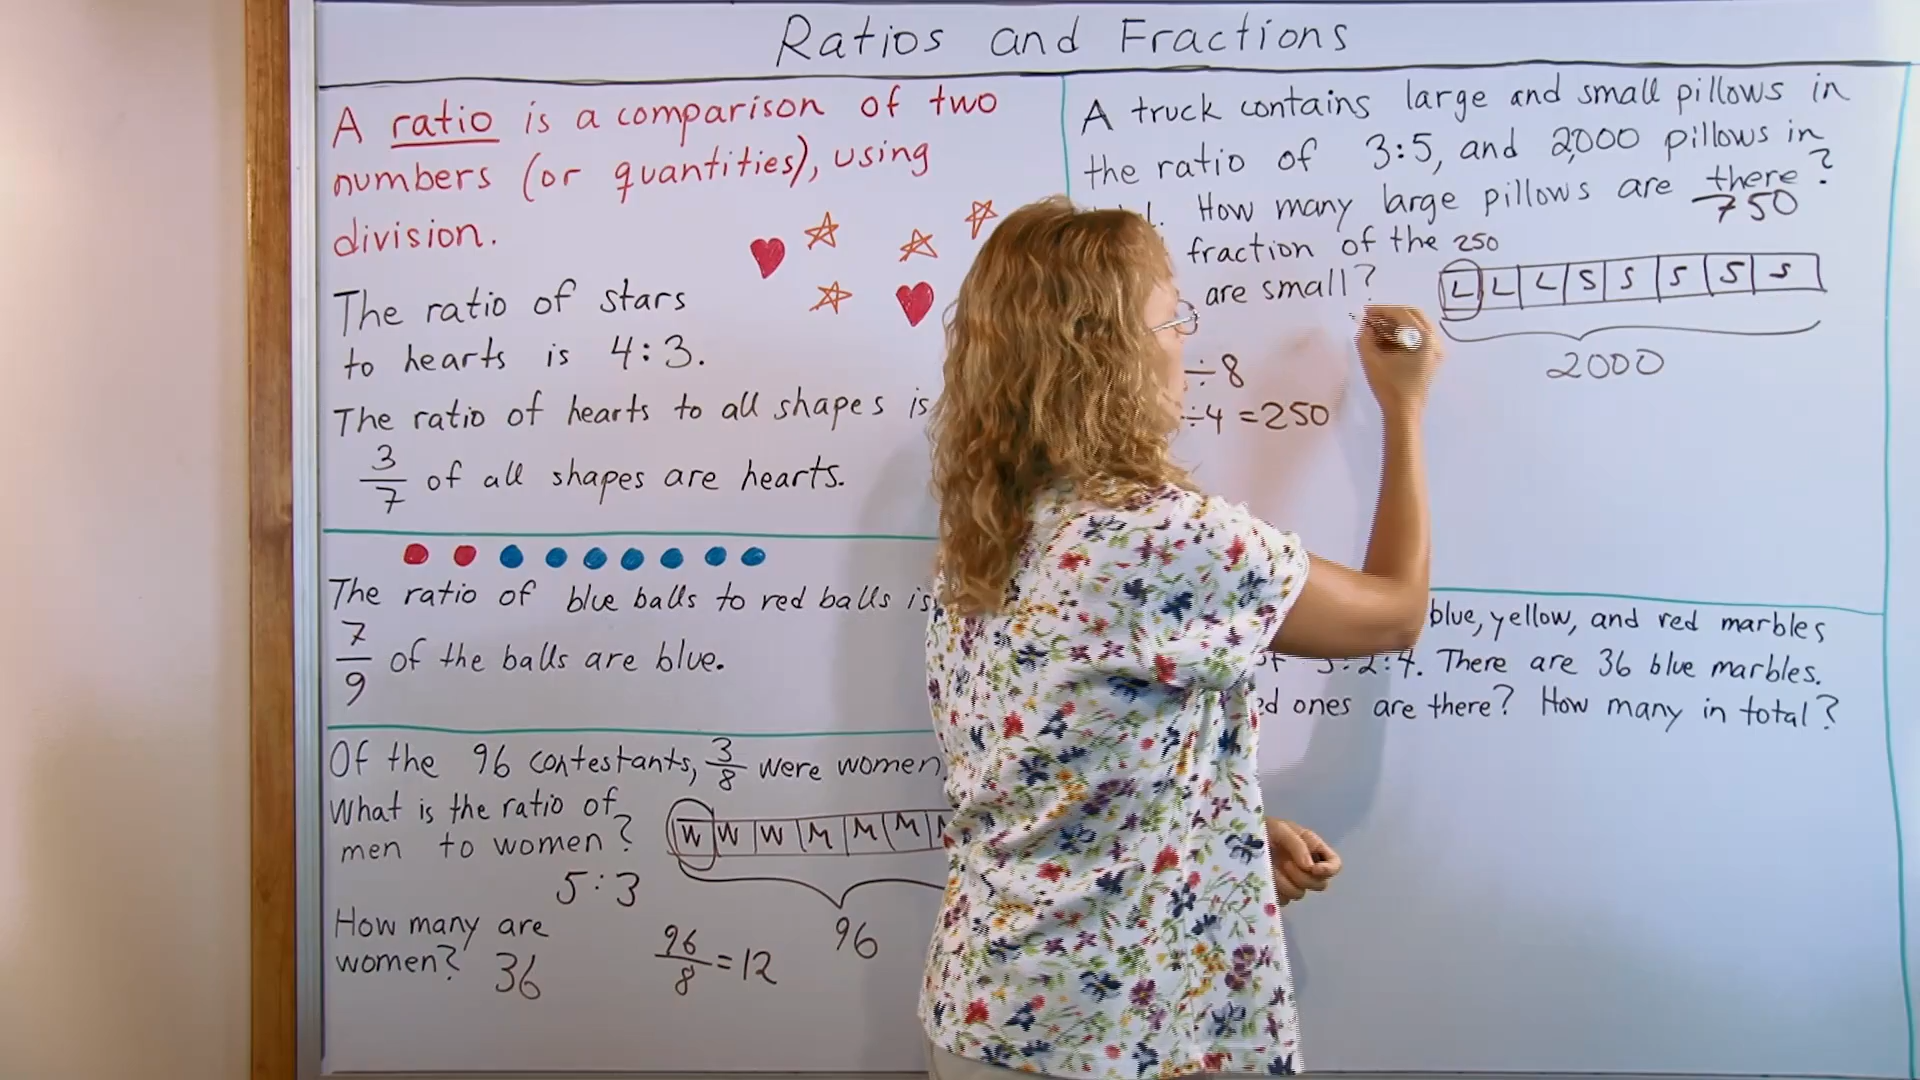 Ratios and Fractions
A ratio is a comparison of two
numbers (or quantities), using
division.
The ratio of stars
to hearts is 4:3.
The ratio of hearts to all shapes is
3/7 of all shapes are hearts.
The ratio of blue balls to red balls is
7/9 of the balls are blue.
Of the 96 contestants, 3/8 were women
What is the ratio of
men to women?
5:3
W W W M M M
96
How many are
women? 36
96/8 = 12
A truck contains large and small pillows in
the ratio of 3:5, and 2,000 pillows in
How many large pillows are there?
750
fraction of the
are small?
250
L L L S S S S S
2000
÷8
÷4 = 250
blue, yellow, and red marbles
:2:4. There are 36 blue marbles.
ones are there? How many in total?